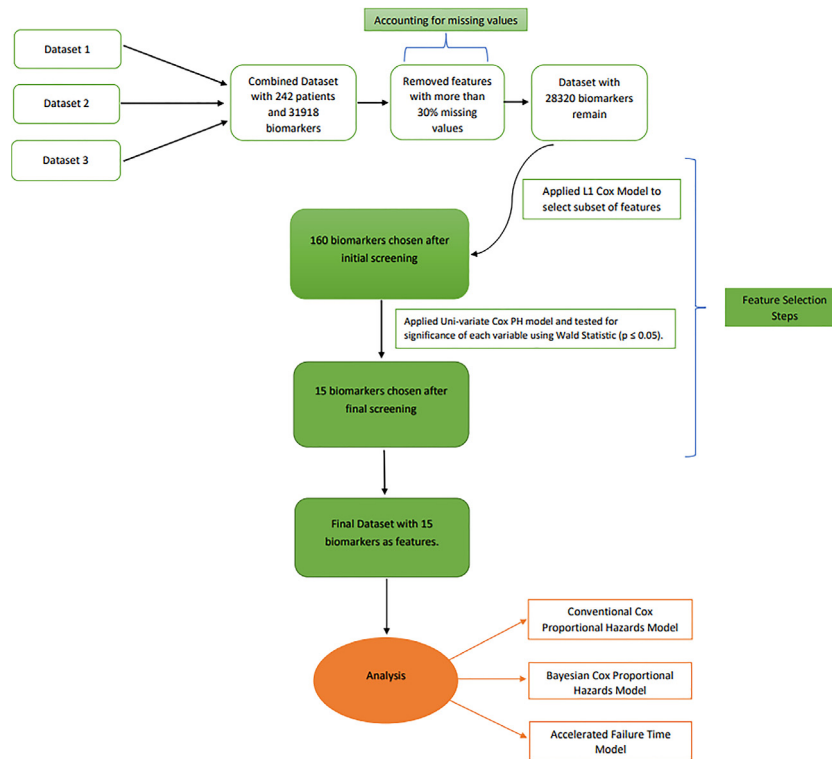 Accounting for missing values
Dataset 1
Dataset 2
Dataset 3
Combined Dataset
with 242 patients
and 31918
biomarkers
Removed features
with more than
30% missing
values
Dataset with
28320 biomarkers
remain
Applied L1 Cox Model to
select subset of features
160 biomarkers chosen after
initial screening
Feature Selection
Steps
Applied Uni-variate Cox PH model and tested for
significance of each variable using Wald Statistic (p ≤ 0.05).
15 biomarkers chosen after
final screening
Final Dataset with 15
biomarkers as features.
Analysis
Conventional Cox
Proportional Hazards Model
Bayesian Cox Proportional
Hazards Model
Accelerated Failure Time
Model